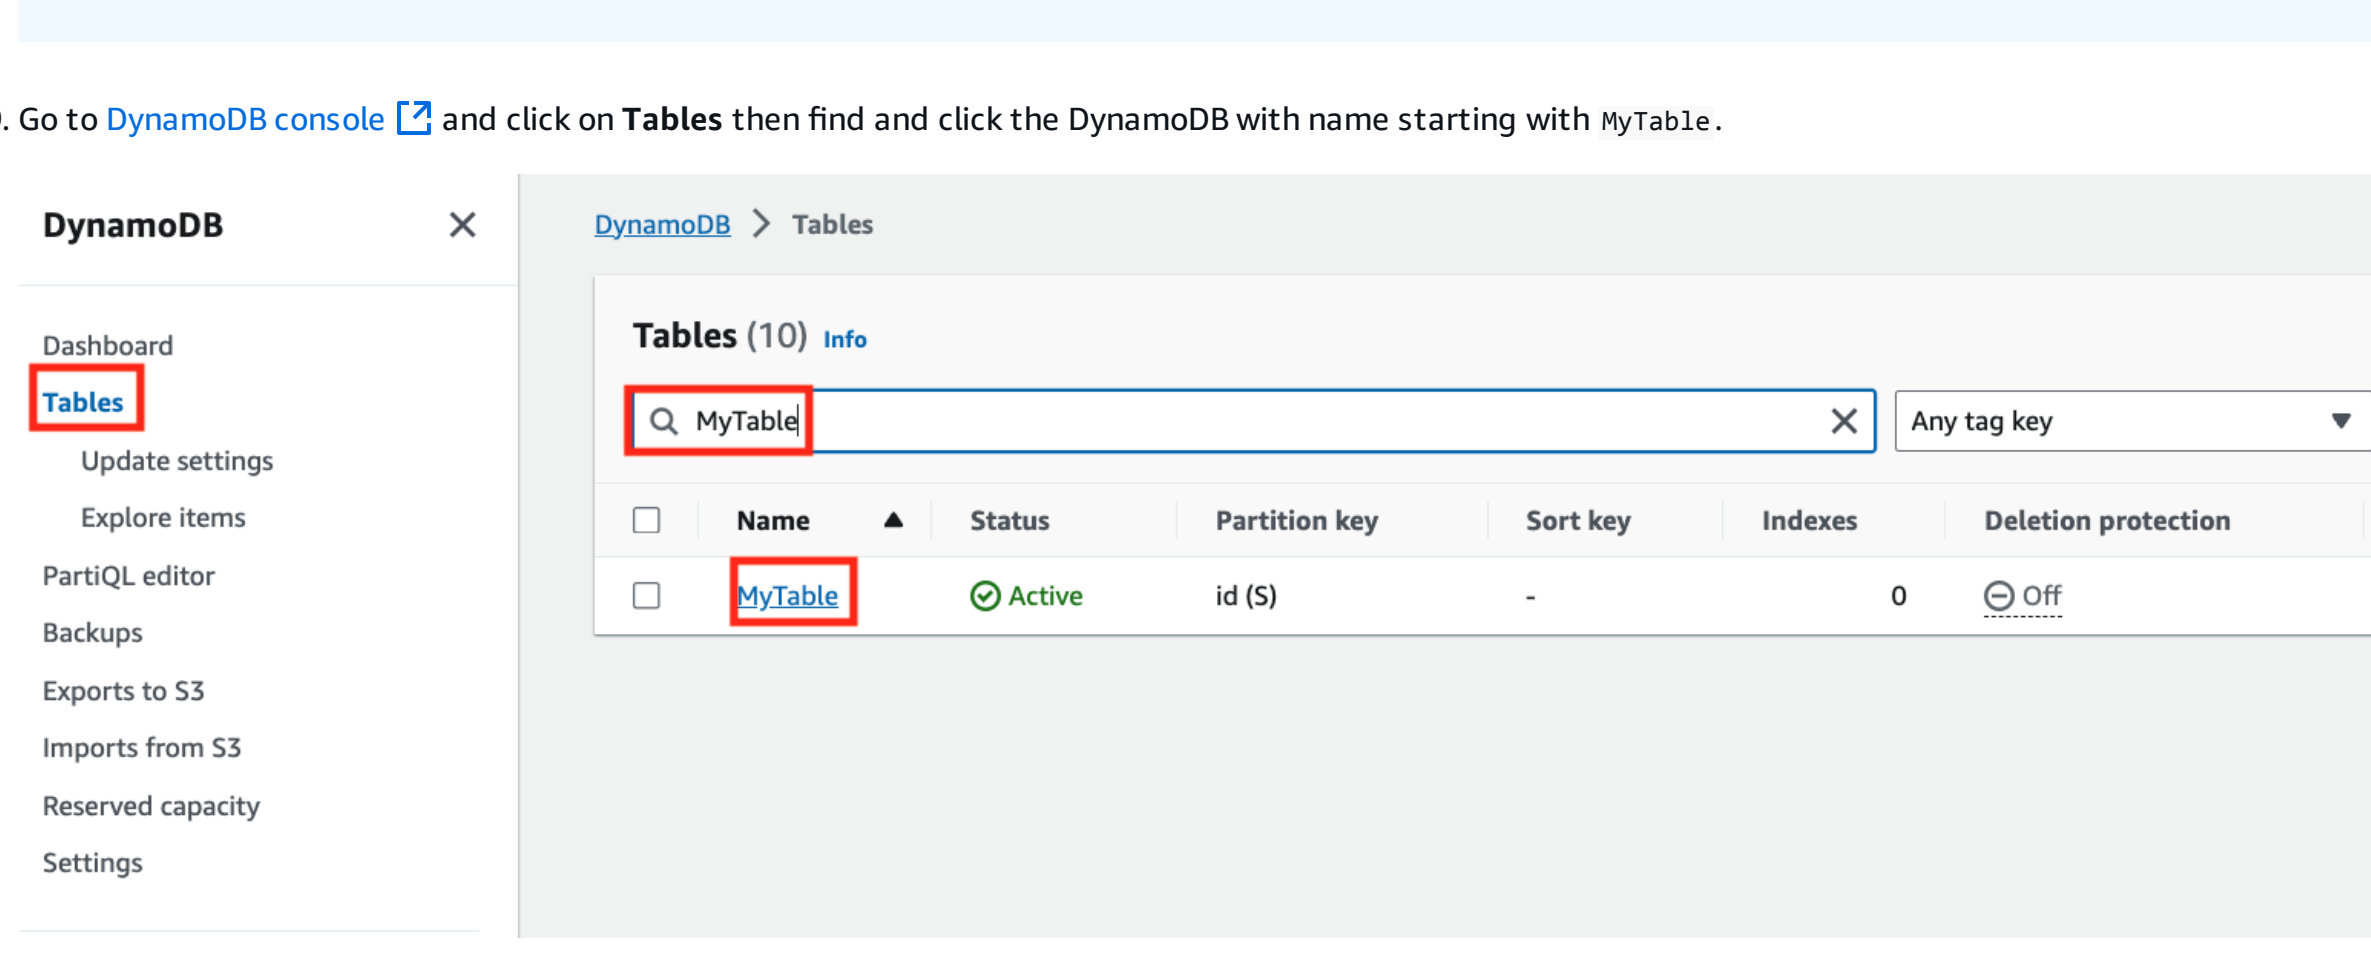 . Go to DynamoDB console and click on Tables then find and click the DynamoDB with name starting with MyTable.
DynamoDB
DynamoDB > Tables
Dashboard
Tables
Update settings
Explore items
PartiQL editor
Backups
Exports to S3
Imports from S3
Reserved capacity
Settings
Tables (10) Info
MyTable
Any tag key
Name Status Partition key Sort key Indexes Deletion protection
MyTable Active id (S) - 0 Off